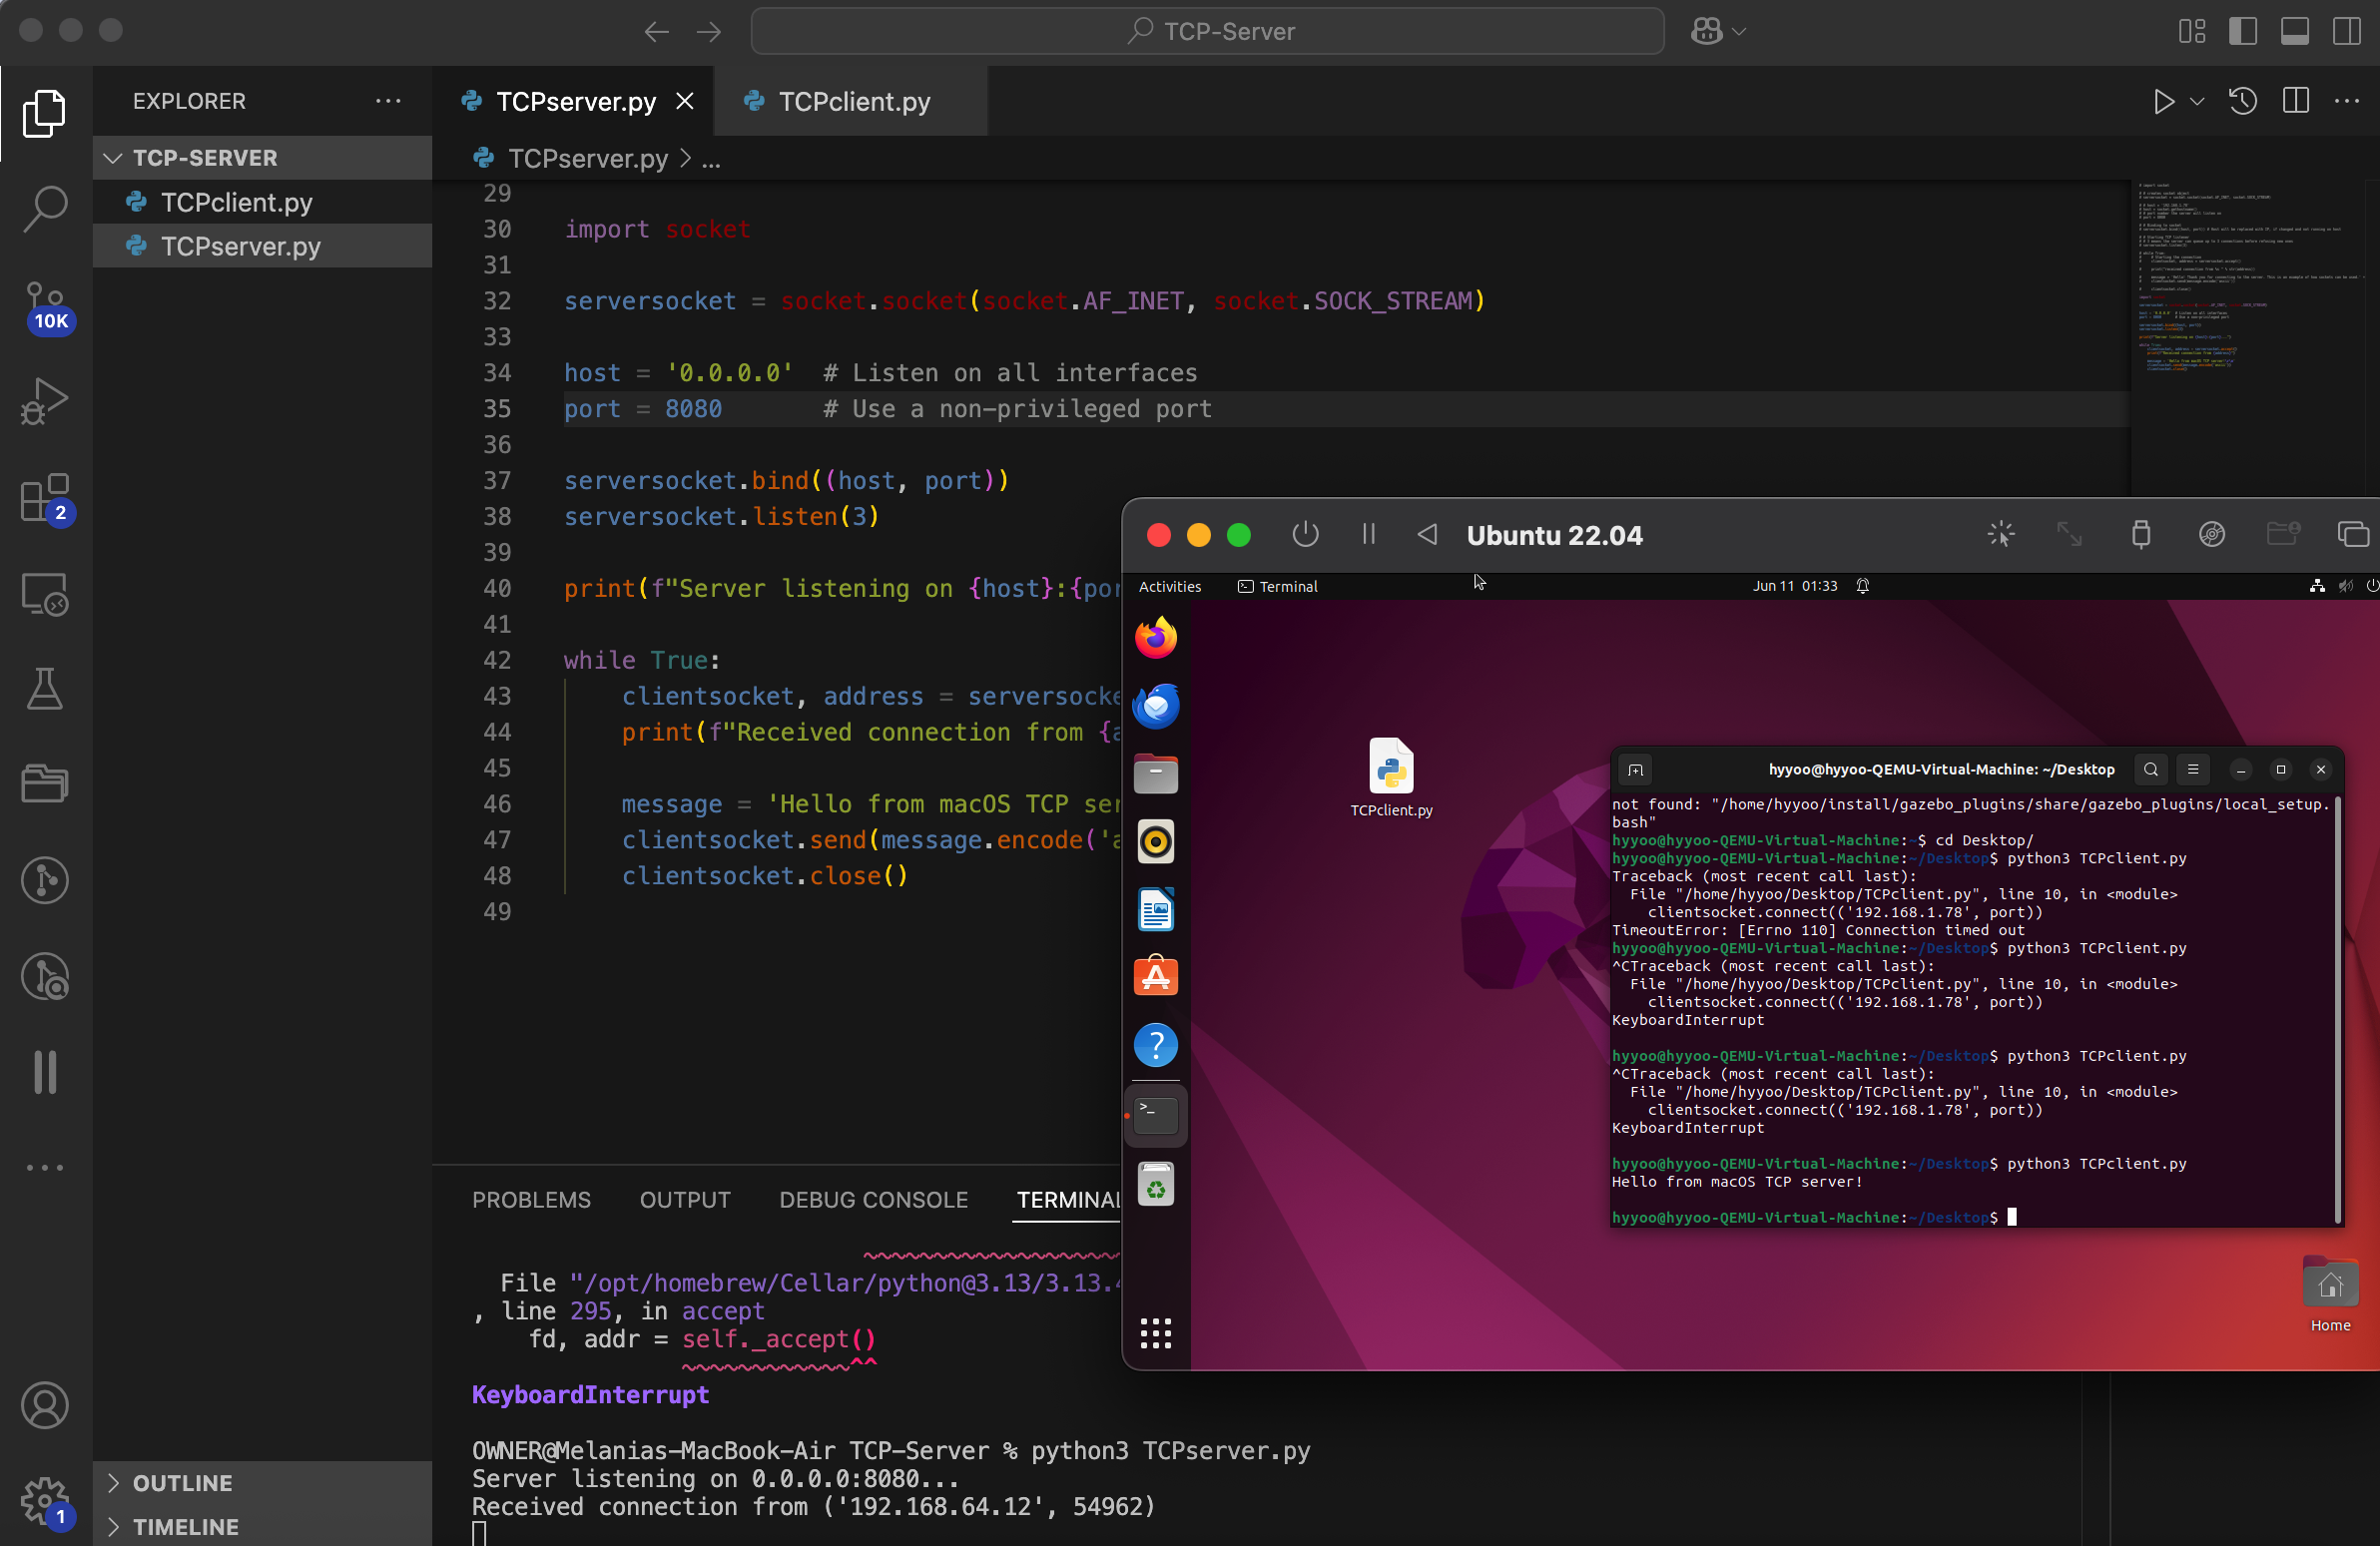 TCP-Server
EXPLORER
TCPserver.py
TCPclient.py
TCP-SERVER
TCPclient.py
TCPserver.py
10K
2
1
OUTLINE
TIMELINE
TCPserver.py > ...
29
30 import socket
31
32 serversocket = socket.socket(socket.AF_INET, socket.SOCK_STREAM)
33
34 host = '0.0.0.0'  # Listen on all interfaces
35 port = 8080       # Use a non-privileged port
36
37 serversocket.bind((host, port))
38 serversocket.listen(3)
39
40 print(f"Server listening on {host}:{por
41
42 while True:
43     clientsocket, address = serversocke
44     print(f"Received connection from {a
45
46     message = 'Hello from macOS TCP ser
47     clientsocket.send(message.encode('a
48     clientsocket.close()
49
PROBLEMS OUTPUT DEBUG CONSOLE TERMINAL
File "/opt/homebrew/Cellar/python@3.13/3.13.4
, line 295, in accept
fd, addr = self._accept()
~~~~~~~~~~~~^^
KeyboardInterrupt
OWNER@Melanias-MacBook-Air TCP-Server % python3 TCPserver.py
Server listening on 0.0.0.0:8080...
Received connection from ('192.168.64.12', 54962)
Ubuntu 22.04
Activities
Terminal
Jun 11 01:33
TCPclient.py
hyyoo@hyyoo-QEMU-Virtual-Machine: ~/Desktop
not found: "/home/hyyoo/install/gazebo_plugins/share/gazebo_plugins/local_setup.
bash"
hyyoo@hyyoo-QEMU-Virtual-Machine:~$ cd Desktop/
hyyoo@hyyoo-QEMU-Virtual-Machine:~/Desktop$ python3 TCPclient.py
Traceback (most recent call last):
File "/home/hyyoo/Desktop/TCPclient.py", line 10, in <module>
clientsocket.connect(('192.168.1.78', port))
TimeoutError: [Errno 110] Connection timed out
hyyoo@hyyoo-QEMU-Virtual-Machine:~/Desktop$ python3 TCPclient.py
^CTraceback (most recent call last):
File "/home/hyyoo/Desktop/TCPclient.py", line 10, in <module>
clientsocket.connect(('192.168.1.78', port))
KeyboardInterrupt
hyyoo@hyyoo-QEMU-Virtual-Machine:~/Desktop$ python3 TCPclient.py
^CTraceback (most recent call last):
File "/home/hyyoo/Desktop/TCPclient.py", line 10, in <module>
clientsocket.connect(('192.168.1.78', port))
KeyboardInterrupt
hyyoo@hyyoo-QEMU-Virtual-Machine:~/Desktop$ python3 TCPclient.py
Hello from macOS TCP server!
hyyoo@hyyoo-QEMU-Virtual-Machine:~/Desktop$
Home